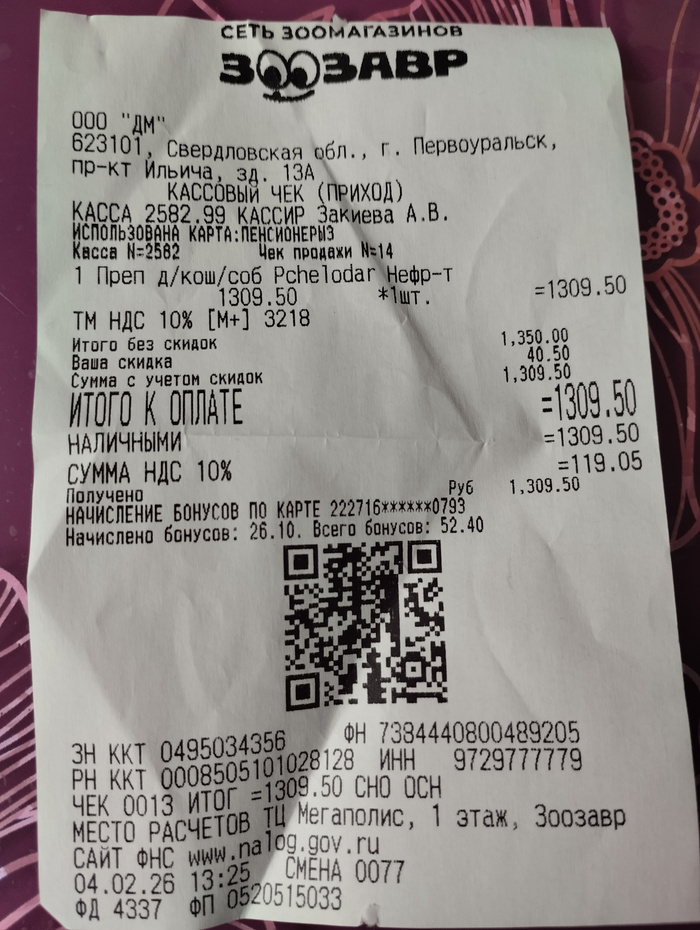 СЕТЬ ЗООМАГАЗИНОВ
ЗООЗАВР
ООО "ДМ"
623101, Свердловская обл., г. Первоуральск,
пр-кт Ильича, зд. 13А
КАССОВЫЙ ЧЕК (ПРИХОД)
КАССА 2582.99 КАССИР Закиева А.В.
ИСПОЛЬЗОВАНА КАРТА:ПЕНСИОНЕРЫЗ
Касса N=2582 Чек продажи N=14
1 Преп д/кош/соб Pchelodar Нефр-т
1309.50 *1шт. =1309.50
ТМ НДС 10% [М+] 3218
Итого без скидок 1,350.00
Ваша скидка 40.50
Сумма с учетом скидок 1,309.50
ИТОГО К ОПЛАТЕ =1309.50
НАЛИЧНЫМИ =1309.50
СУММА НДС 10% =119.05
Получено Руб 1,309.50
НАЧИСЛЕНИЕ БОНУСОВ ПО КАРТЕ 222716******0793
Начислено бонусов: 26.10. Всего бонусов: 52.40
ЗН ККТ 0495034356 ФН 7384440800489205
РН ККТ 0008505101028128 ИНН 9729777779
ЧЕК 0013 ИТОГ =1309.50 СНО ОСН
МЕСТО РАСЧЕТОВ ТЦ Мегаполис, 1 этаж, Зоозавр
САЙТ ФНС www.nalog.gov.ru
04.02.26 13:25 СМЕНА 0077
ФД 4337 ФП 0520515033